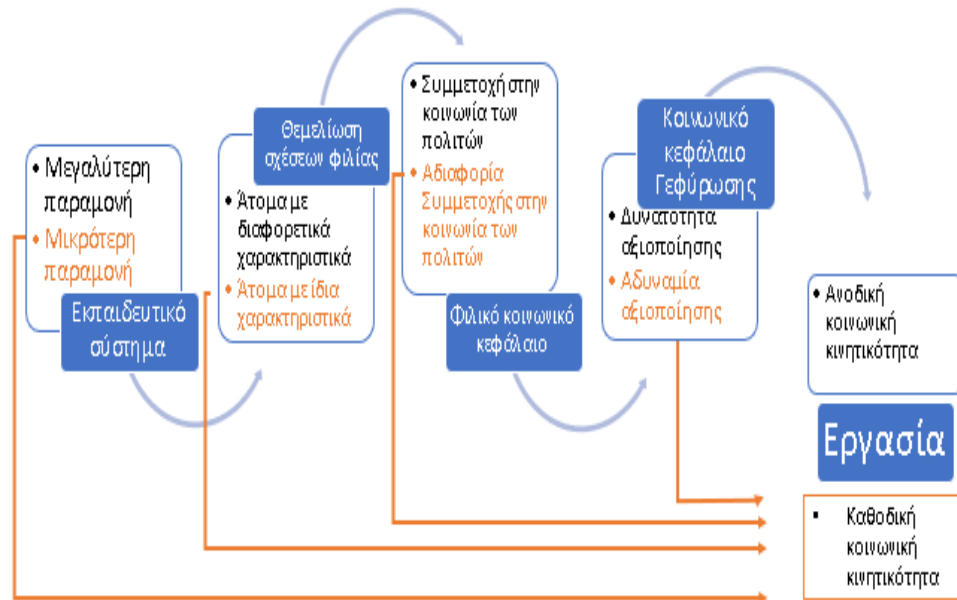 • Μεγαλύτερη
παραμονή
• Μικρότερη
παραμονή
Εκπαιδευτικό
σύστημα
Θεμελίωση
σχέσεων φιλίας
• Άτομα με
διαφορετικά
χαρακτηριστικά
• Άτομα με ίδια
χαρακτηριστικά
• Συμμετοχή στην
κοινωνία των
πολιτών
• Αδιαφορία
Συμμετοχής στην
κοινωνία των
πολιτών
Φιλικό κοινωνικό
κεφάλαιο
Κοινωνικό
κεφάλαιο
Γεφύρωσης
• Δυνατότητα
αξιοποίησης
• Αδυναμία
αξιοποίησης
• Ανοδική
κοινωνική
κινητικότητα
Εργασία
▪ Καθοδική
κοινωνική
κινητικότητα